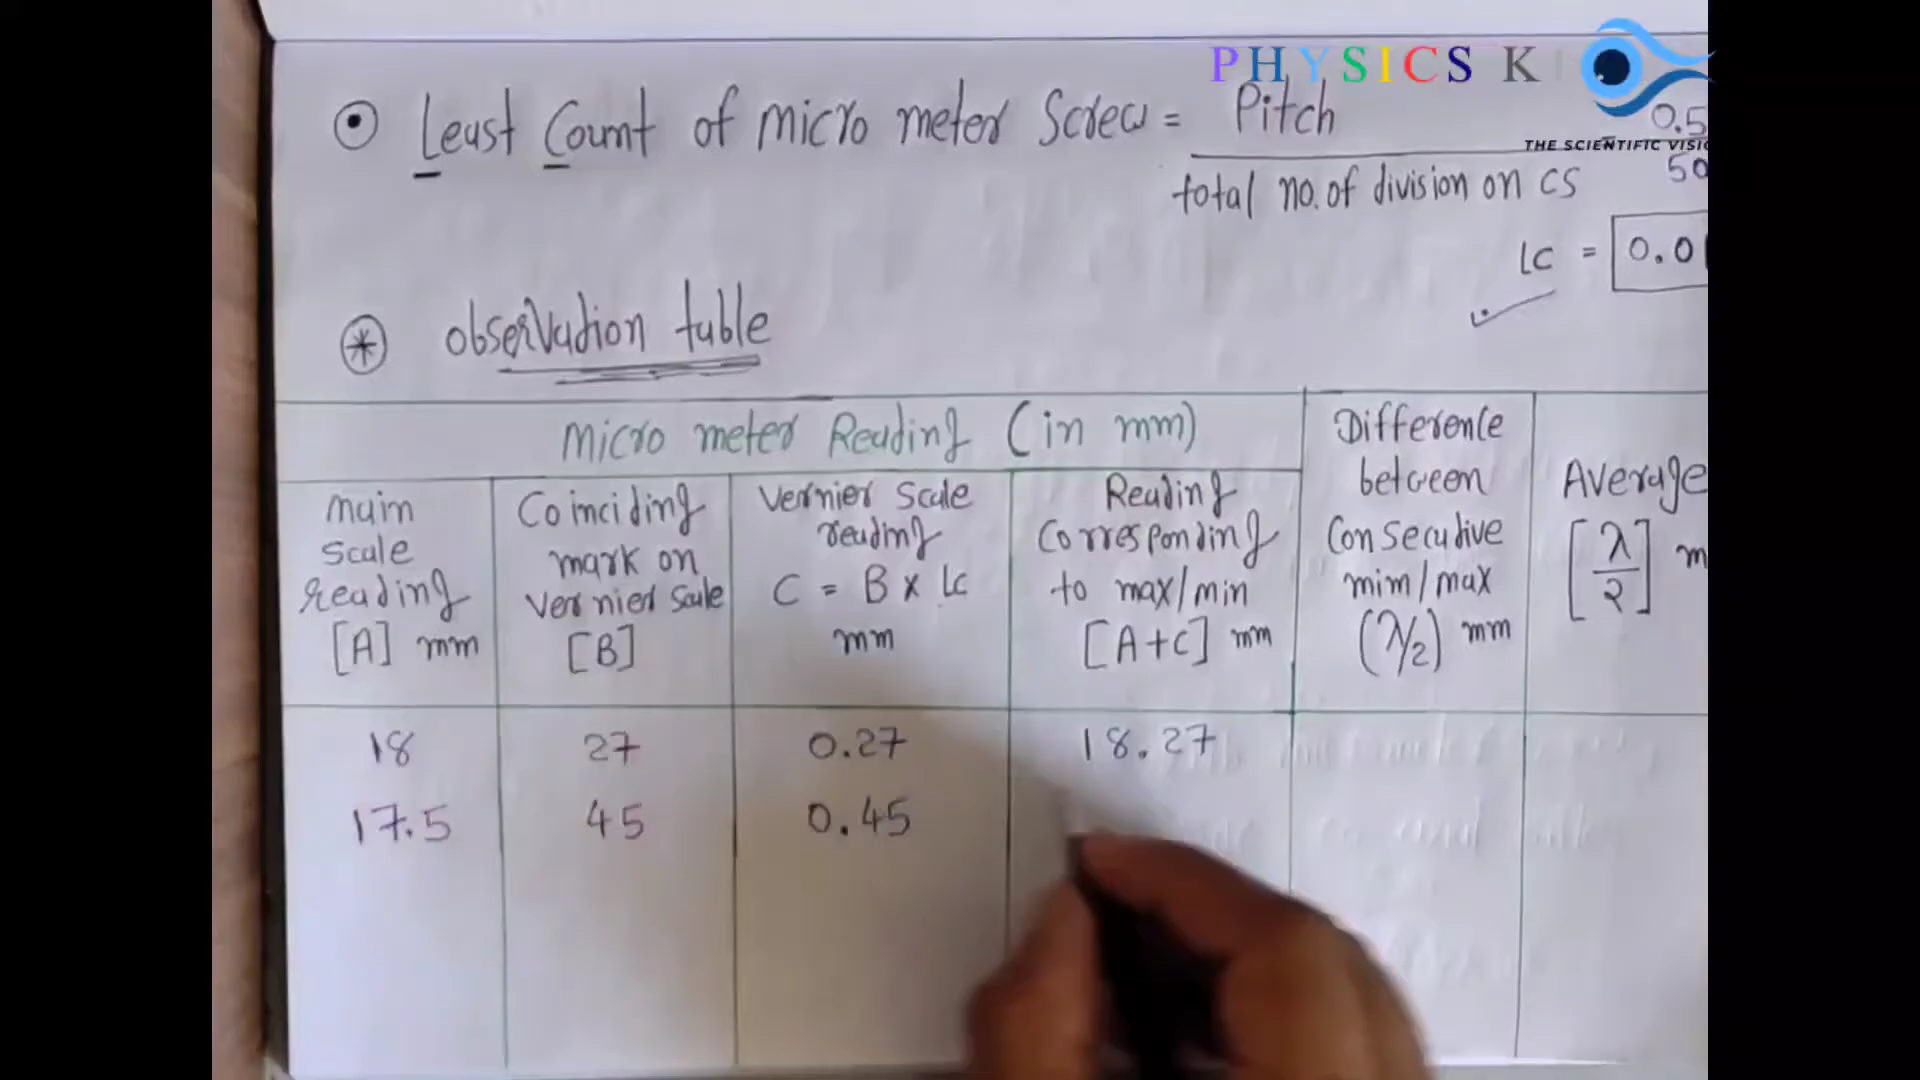 PHYSICS K
THE SCIENTIFIC VISI
Least Count of micro meter Screw = Pitch
total no. of division on CS
0.5
50
LC = 0.01
observation table
Micro meter Reading (in mm)
main
scale
reading
[A] mm
Coinciding
mark on
Vernier scale
[B]
Vernier Scale
reading
C = B x Lc
mm
Reading
Corresponding
to max/min
[A+C] mm
Difference
between
Consecutive
mim/max
(λ/2) mm
Average
[λ/2] m
18 27 0.27 18.27
17.5 45 0.45